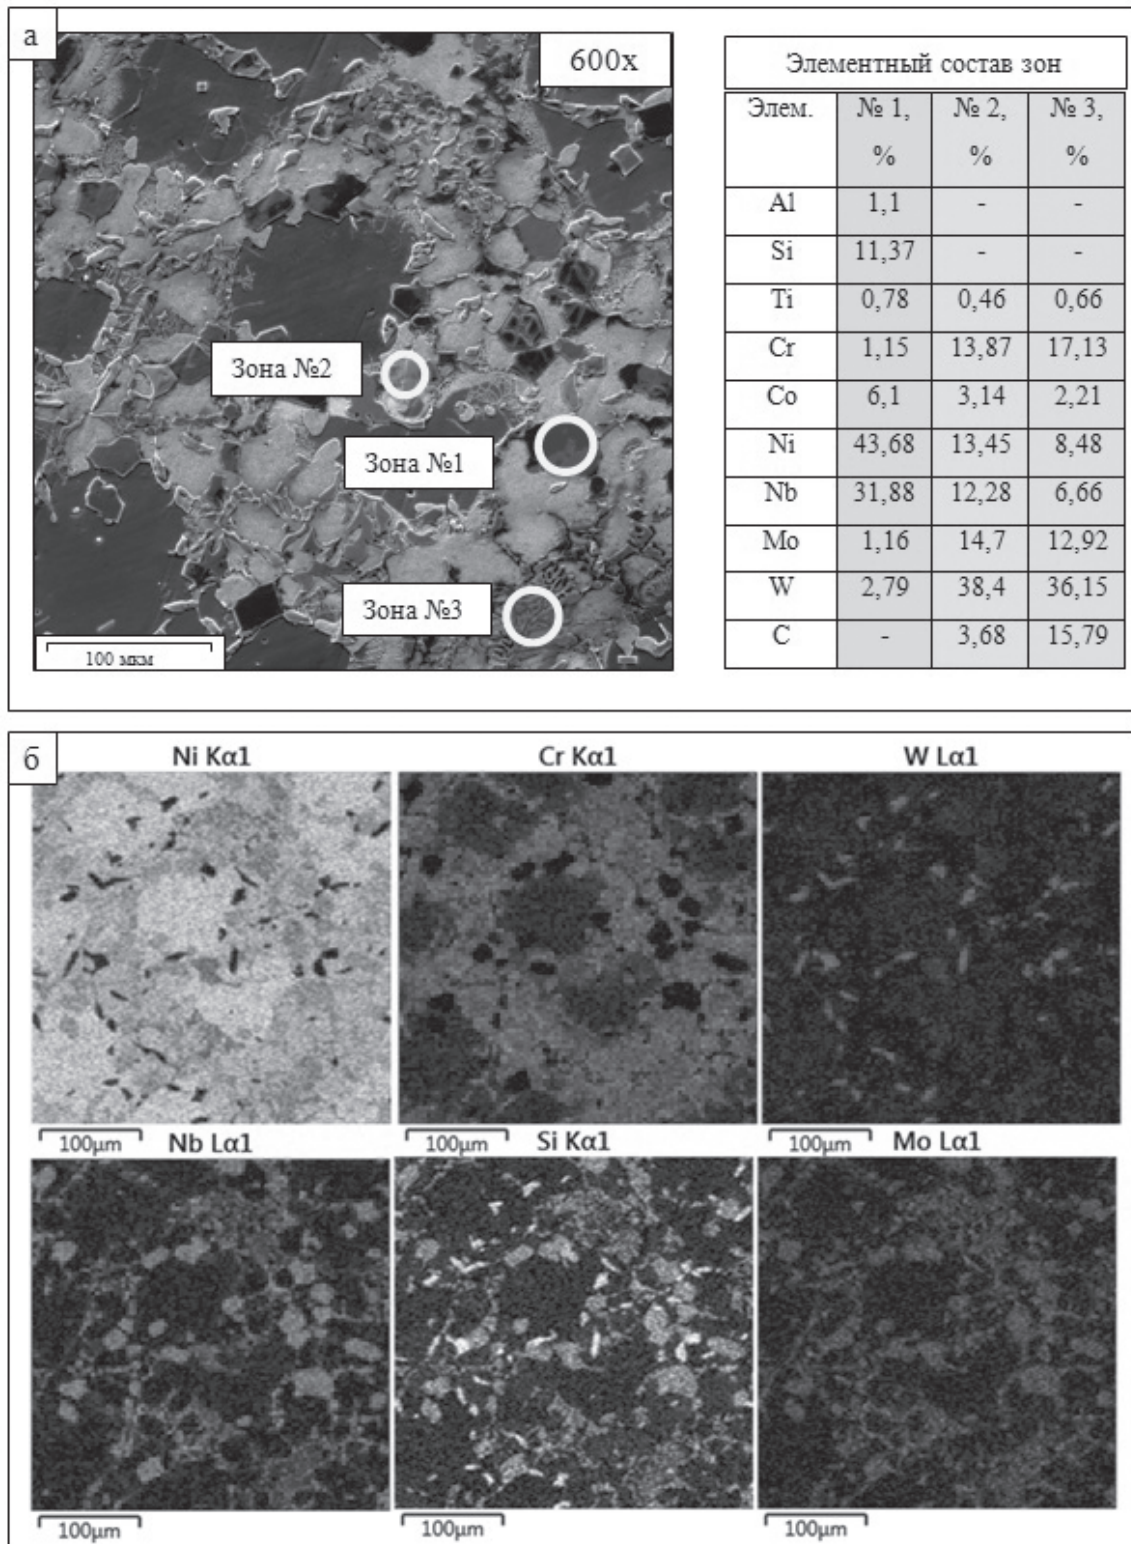 а
600x
Зона №2
Зона №1
Зона №3
100 мкм
Элементный состав зон
Элем. № 1, % № 2, % № 3, %
Al 1,1 - -
Si 11,37 - -
Ti 0,78 0,46 0,66
Cr 1,15 13,87 17,13
Co 6,1 3,14 2,21
Ni 43,68 13,45 8,48
Nb 31,88 12,28 6,66
Mo 1,16 14,7 12,92
W 2,79 38,4 36,15
C - 3,68 15,79
б
Ni Kα1 Cr Kα1 W Lα1
100µm 100µm 100µm
Nb Lα1 Si Kα1 Mo Lα1
100µm 100µm 100µm